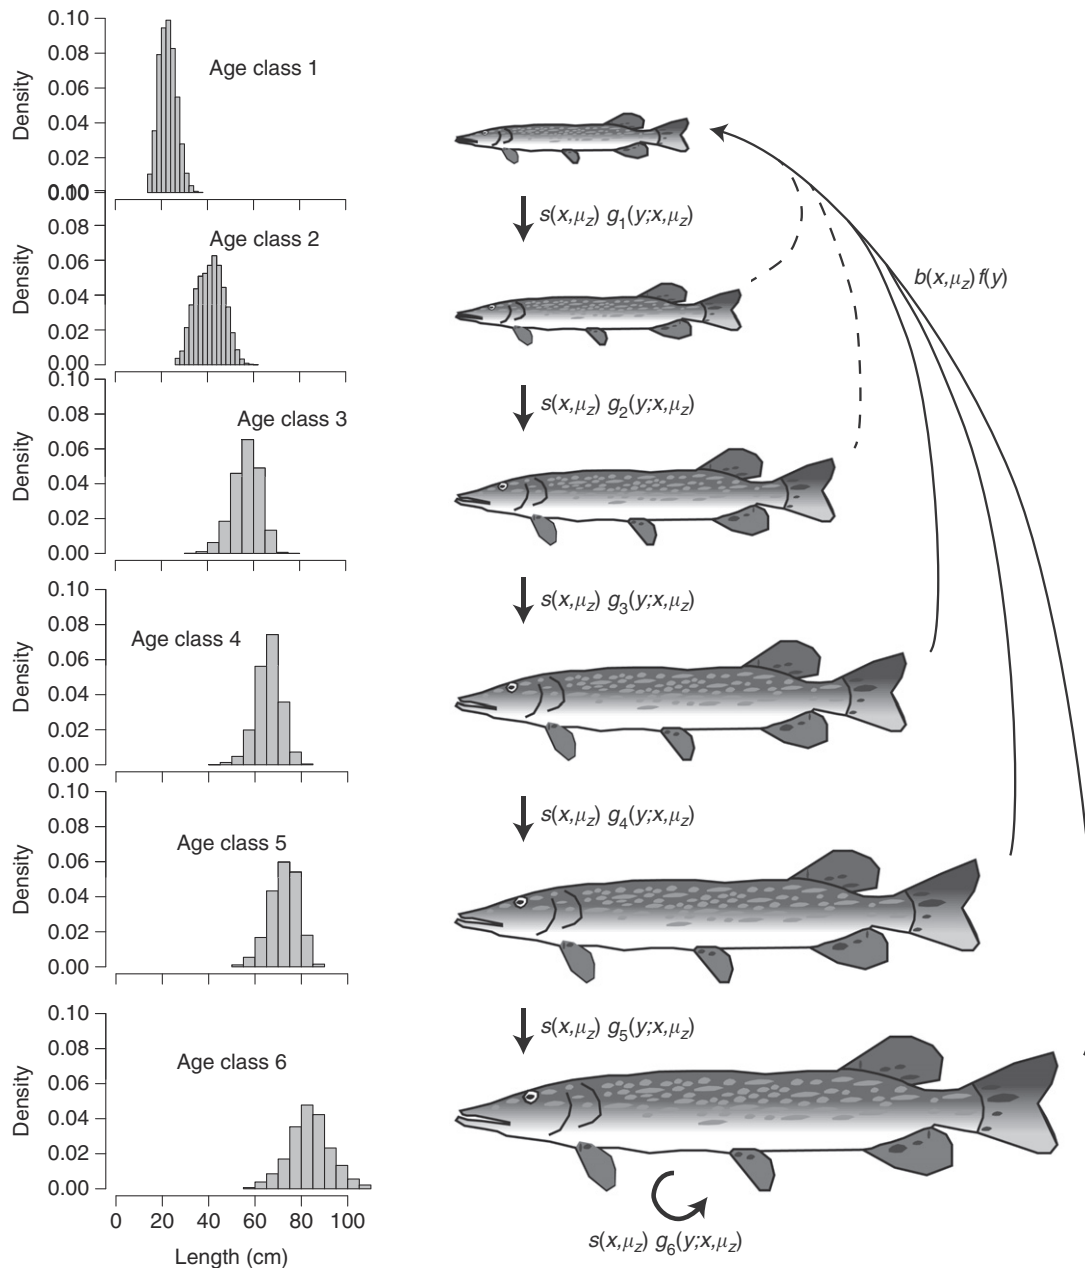 0.10
0.08
0.06
0.04
0.02
0.00
Density
Age class 1
s(x,μz) g1(y;x,μz)
0.10
0.08
0.06
0.04
0.02
0.00
Density
Age class 2
b(x,μz) f(y)
s(x,μz) g2(y;x,μz)
0.10
0.08
0.06
0.04
0.02
0.00
Density
Age class 3
s(x,μz) g3(y;x,μz)
0.10
0.08
0.06
0.04
0.02
0.00
Density
Age class 4
s(x,μz) g4(y;x,μz)
0.10
0.08
0.06
0.04
0.02
0.00
Density
Age class 5
s(x,μz) g5(y;x,μz)
0.10
0.08
0.06
0.04
0.02
0.00
Density
Age class 6
0 20 40 60 80 100
Length (cm)
s(x,μz) g6(y;x,μz)